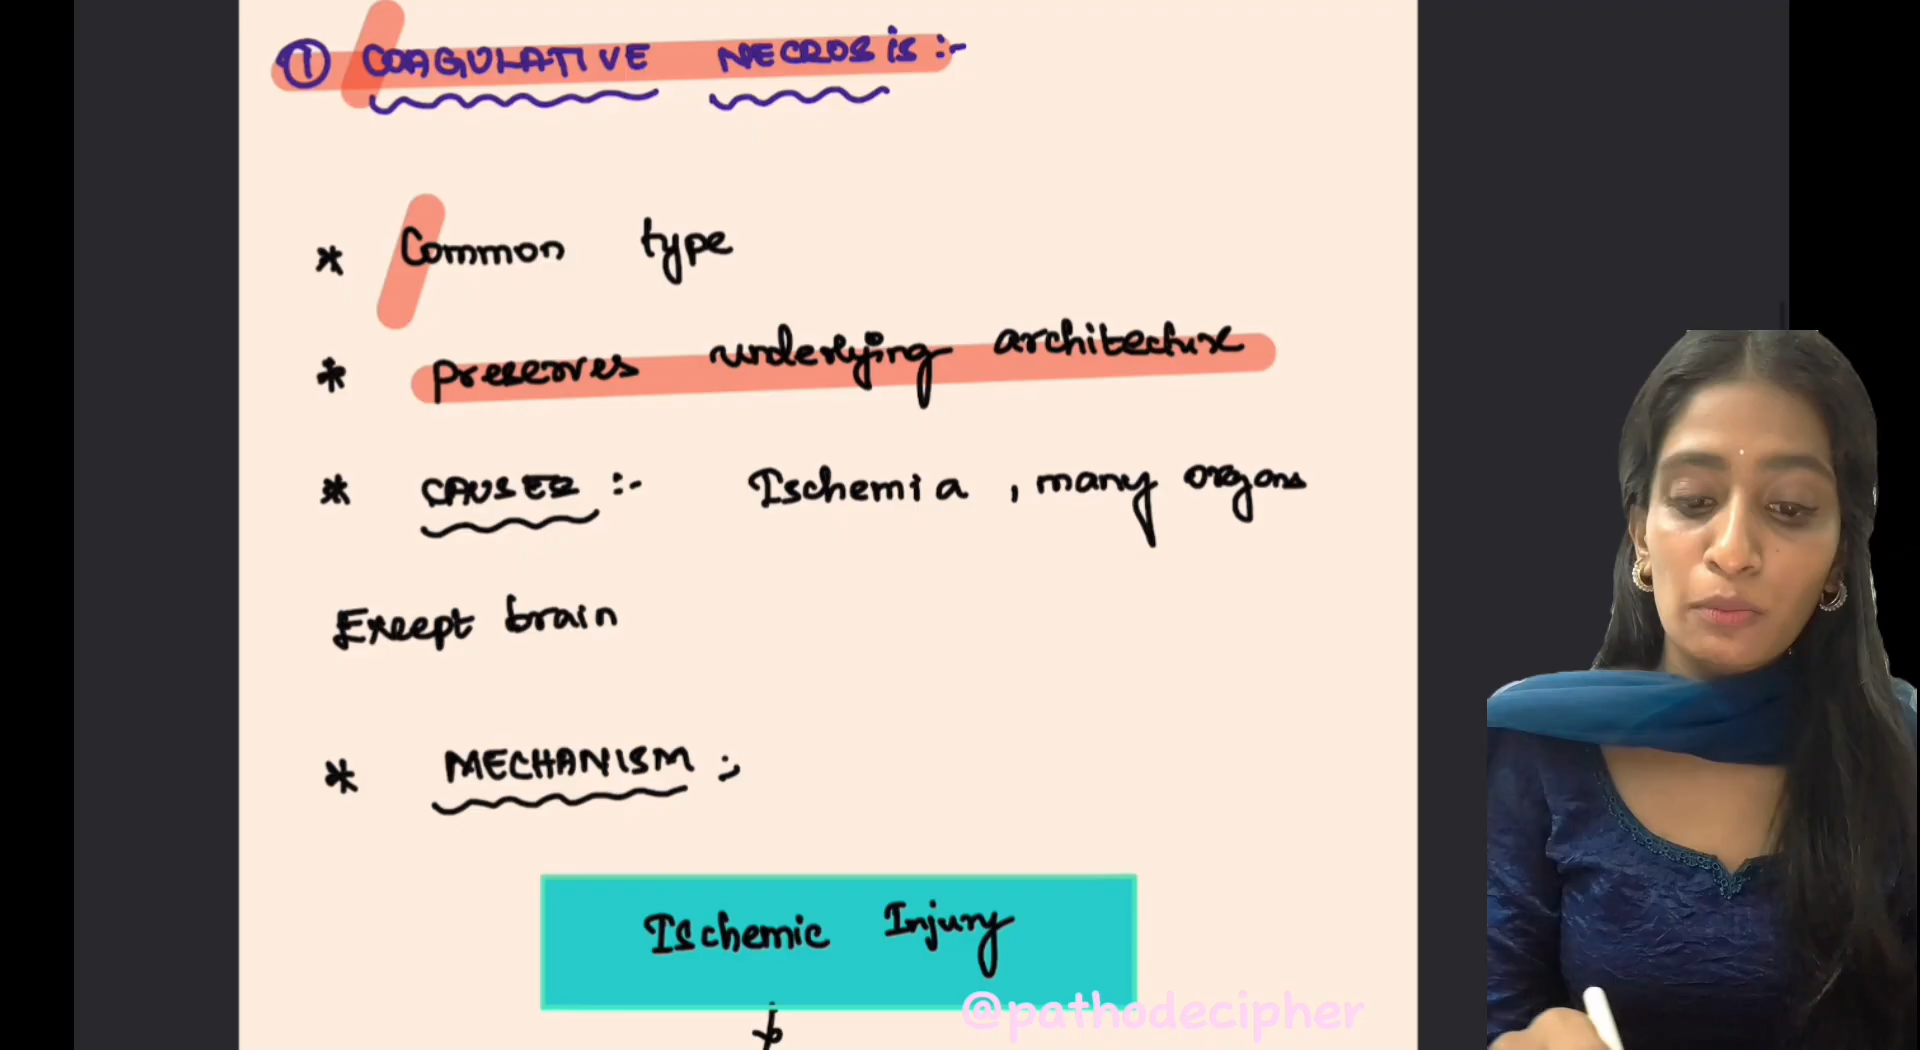 ① COAGULATIVE NECROSis :-
* Common type
* preserves underlying architecture
* CAUSES :- Ischemia , many organs
Except brain
* MECHANISM :-
Ischemic Injury
@pathodecipher